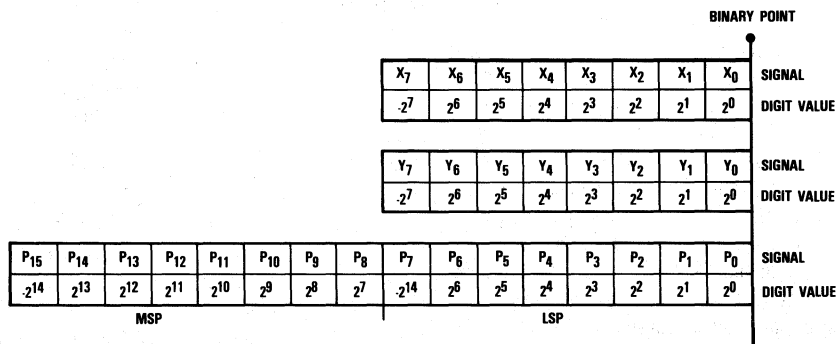 BINARY POINT
X7 X6 X5 X4 X3 X2 X1 X0 SIGNAL
-2^7 2^6 2^5 2^4 2^3 2^2 2^1 2^0 DIGIT VALUE
Y7 Y6 Y5 Y4 Y3 Y2 Y1 Y0 SIGNAL
-2^7 2^6 2^5 2^4 2^3 2^2 2^1 2^0 DIGIT VALUE
P15 P14 P13 P12 P11 P10 P9 P8 P7 P6 P5 P4 P3 P2 P1 P0 SIGNAL
-2^14 2^13 2^12 2^11 2^10 2^9 2^8 2^7 -2^14 2^6 2^5 2^4 2^3 2^2 2^1 2^0 DIGIT VALUE
MSP LSP